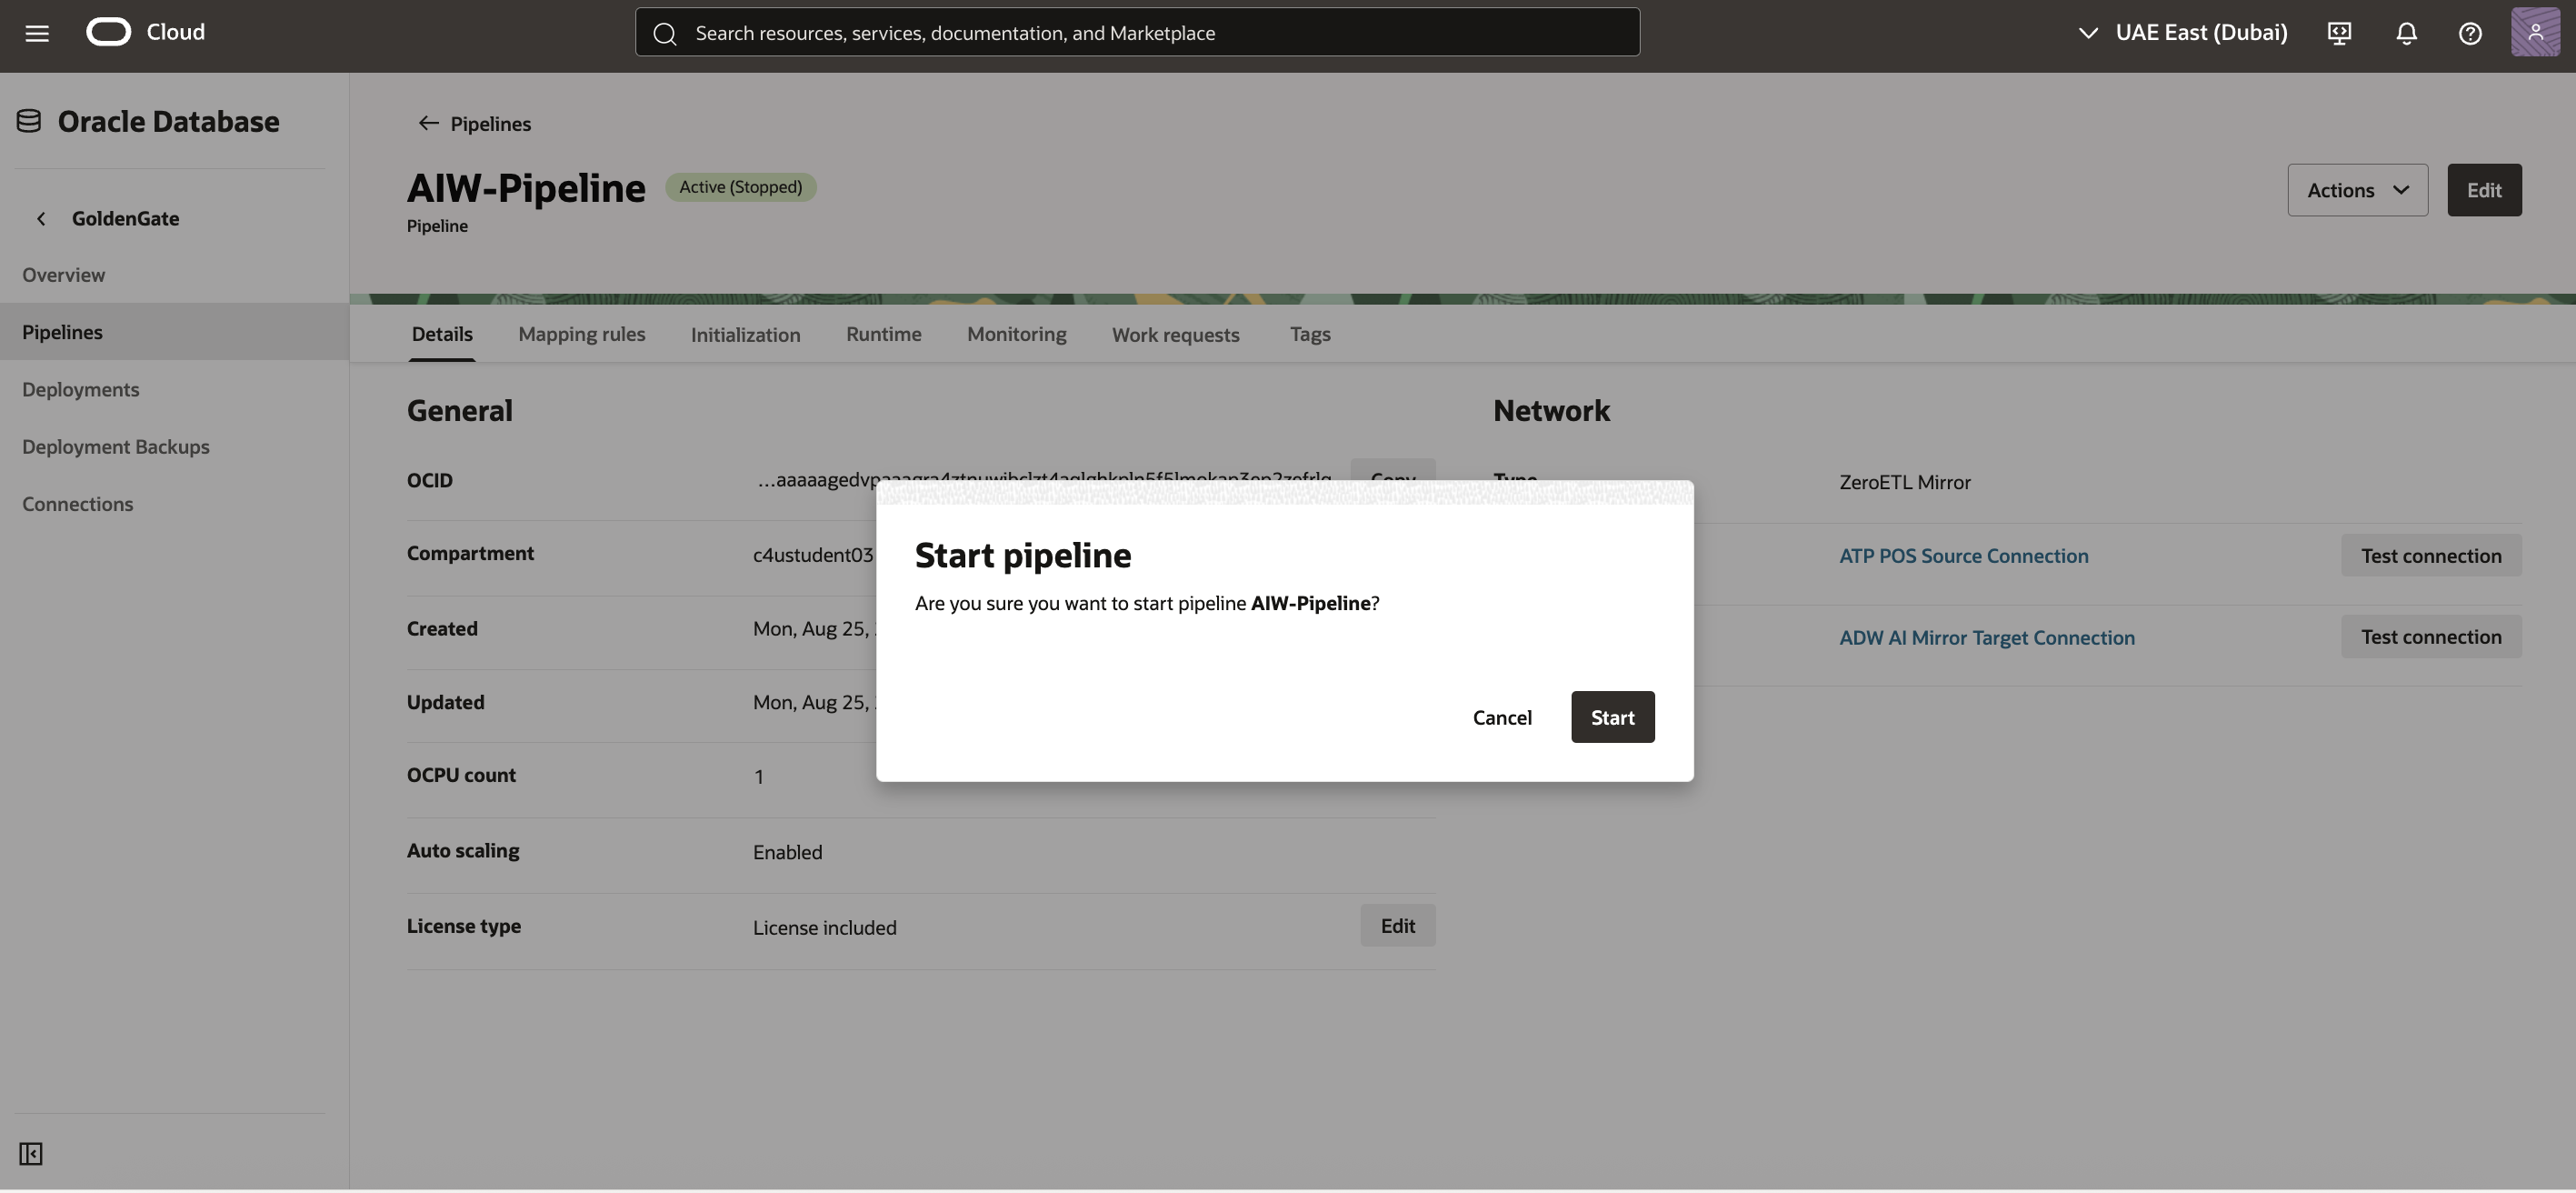 Cloud
Search resources, services, documentation, and Marketplace
UAE East (Dubai)
Oracle Database
GoldenGate
Overview
Pipelines
Deployments
Deployment Backups
Connections
Pipelines
AIW-Pipeline
Active (Stopped)
Pipeline
Actions
Edit
Details
Mapping rules
Initialization
Runtime
Monitoring
Work requests
Tags
General
OCID
Copy
Compartment
c4ustudent03
Created
Mon, Aug 25,
Updated
Mon, Aug 25,
OCPU count
1
Auto scaling
Enabled
License type
License included
Edit
Network
Type
ZeroETL Mirror
ATP POS Source Connection
Test connection
ADW AI Mirror Target Connection
Test connection
Start pipeline
Are you sure you want to start pipeline AIW-Pipeline?
Cancel
Start